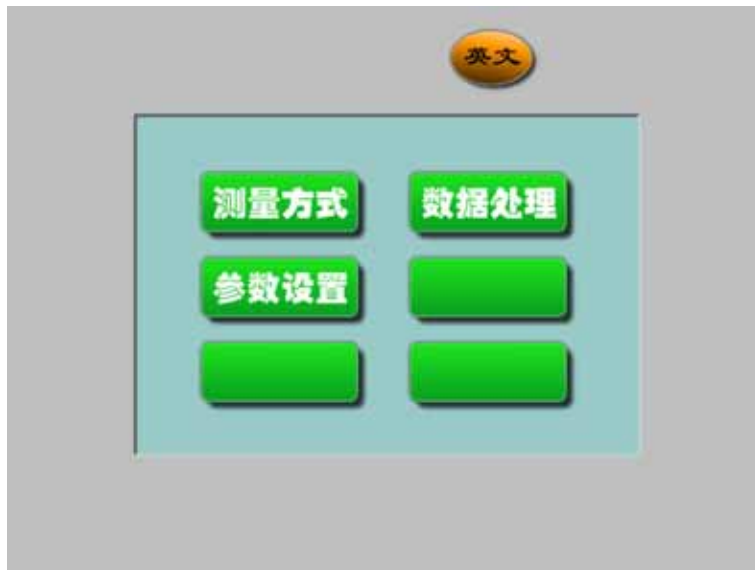 英文
测量方式 数据处理
参数设置